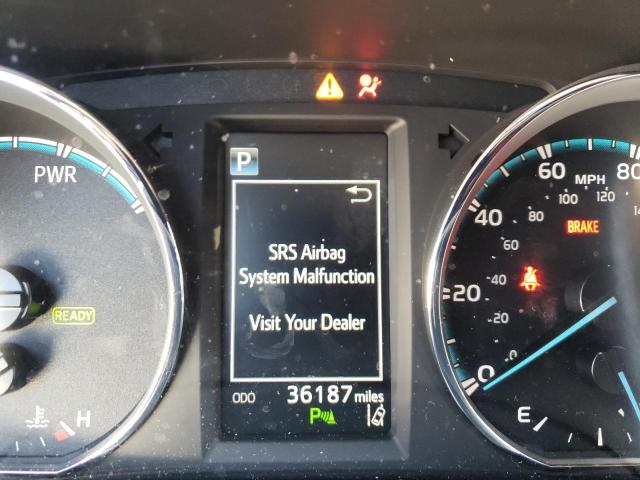 P
PWR
SRS Airbag
System Malfunction
Visit Your Dealer
READY
ODO 36187 miles
P
H
60 MPH 80
100 120
40 80
BRAKE
60
40
20 20
0 0
E